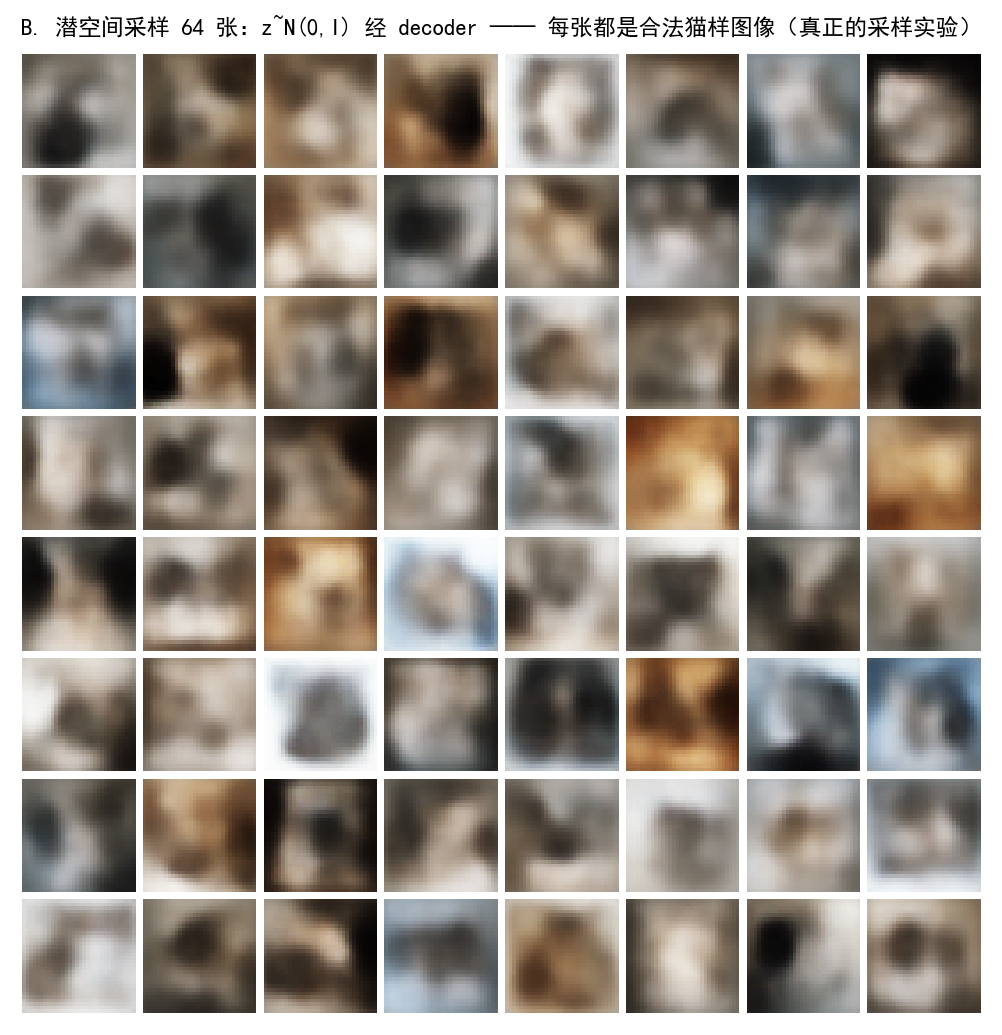 B. 潜空间采样 64 张：z~N(0,I) 经 decoder —— 每张都是合法猫样图像（真正的采样实验）